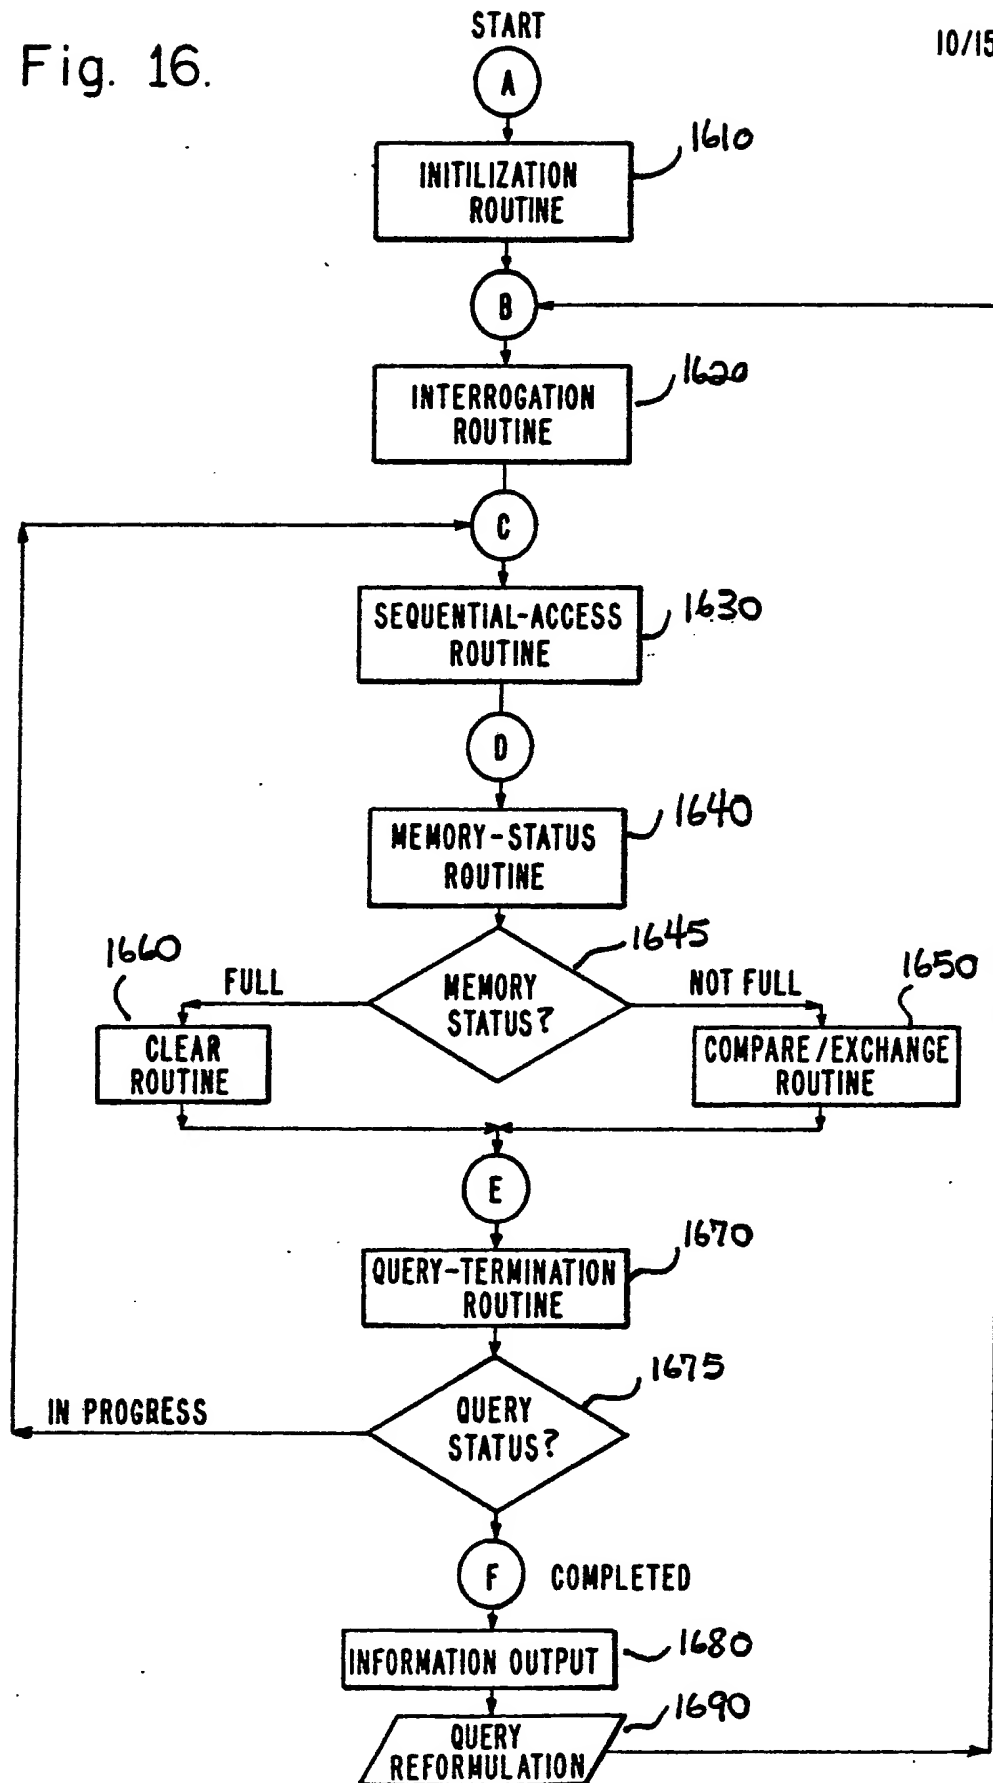 START
Fig. 16.
10/15
A
1610
INITILIZATION
ROUTINE
B
1620
INTERROGATION
ROUTINE
C
SEQUENTIAL-ACCESS
ROUTINE
1630
D
1640
MEMORY-STATUS
ROUTINE
1645
1660
1650
FULL
MEMORY
STATUS?
NOT FULL
CLEAR
ROUTINE
COMPARE/EXCHANGE
ROUTINE
E
1670
QUERY-TERMINATION
ROUTINE
1675
IN PROGRESS
QUERY
STATUS?
F
COMPLETED
INFORMATION OUTPUT
1680
1690
QUERY
REFORMULATION